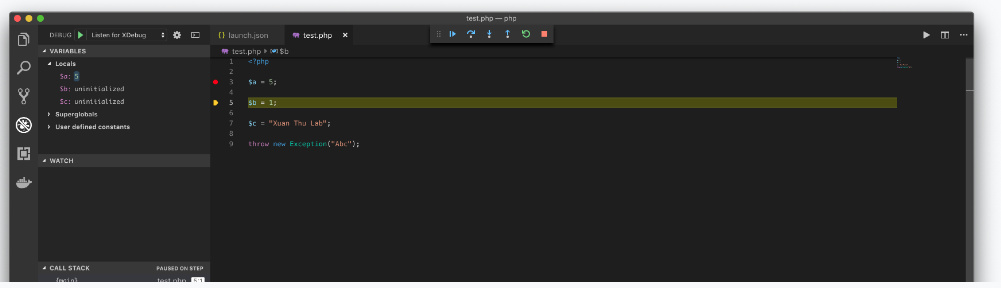 test.php — php
DEBUG Listen for XDebug
launch.json test.php
VARIABLES
Locals
$a: 5
$b: uninitialized
$c: uninitialized
Superglobals
User defined constants
WATCH
CALL STACK PAUSED ON STEP
{main} test.php 5:1
test.php $b
1 <?php
2
3 $a = 5;
4
5 $b = 1;
6
7 $c = "Xuan Thu Lab";
8
9 throw new Exception("Abc");